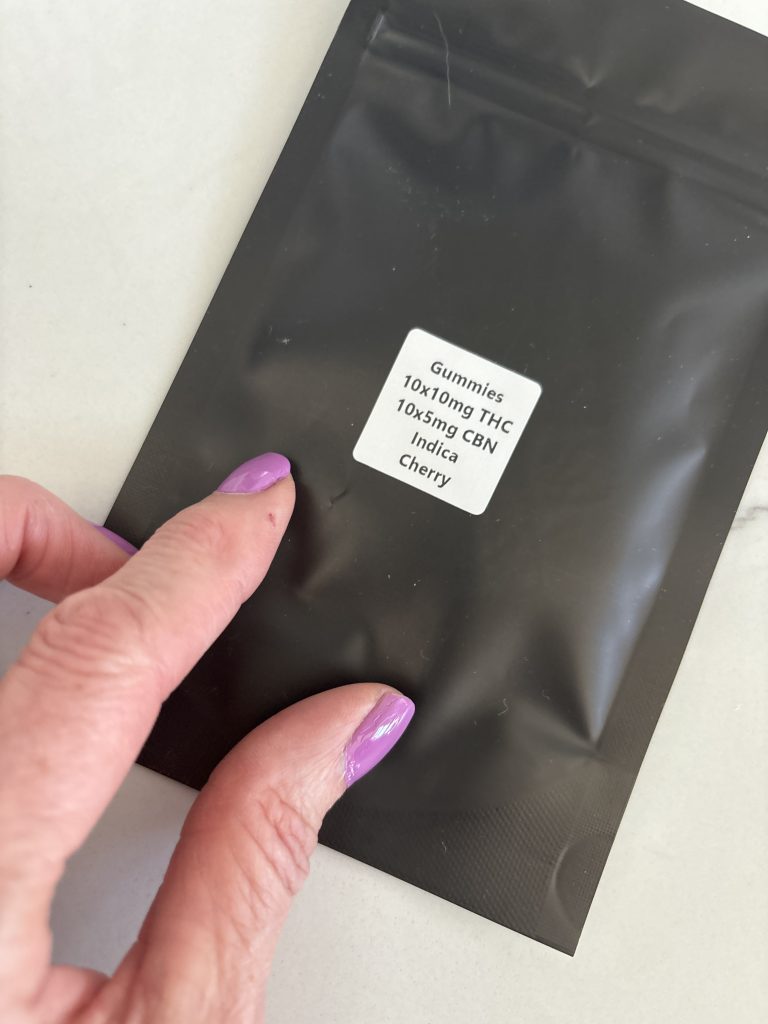 Gummies
10x10mg THC
10x5mg CBN
Indica
Cherry